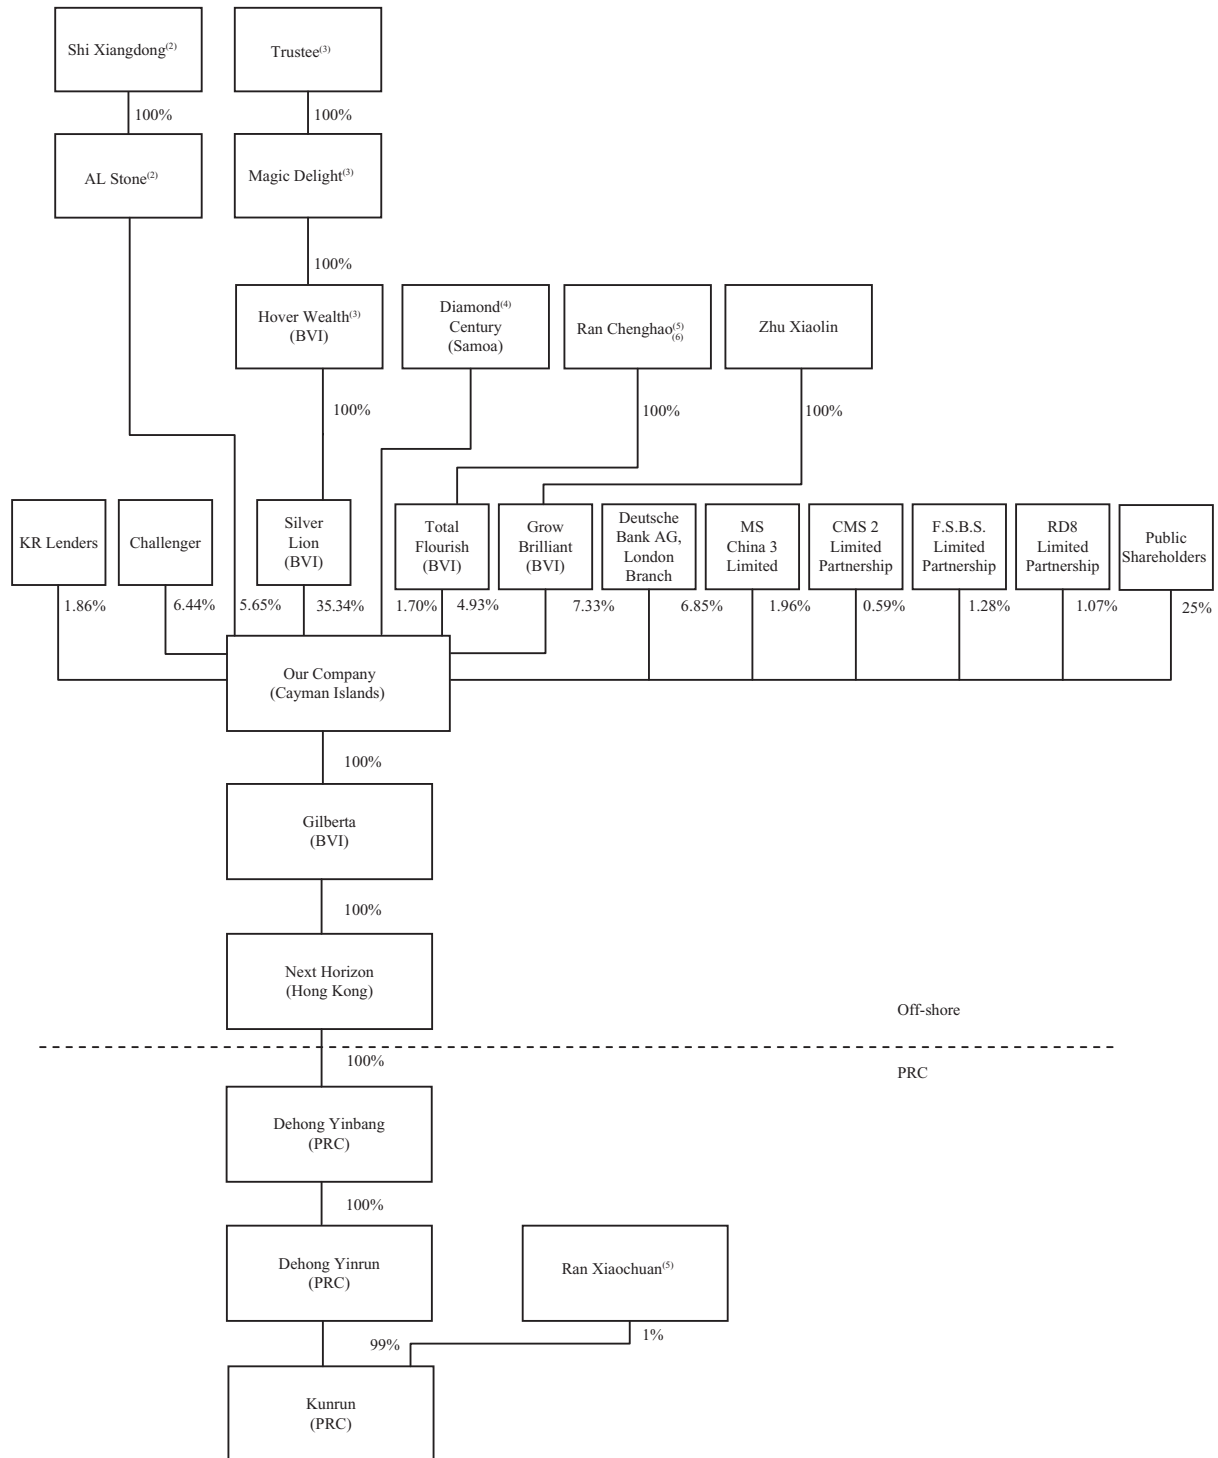 Shi Xiangdong(2)
Trustee(3)
100%
100%
AL Stone(2)
Magic Delight(3)
100%
Hover Wealth(3)
(BVI)
Diamond(4)
Century
(Samoa)
Ran Chenghao(5)
(6)
Zhu Xiaolin
100%
100%
100%
KR Lenders
Challenger
Silver
Lion
(BVI)
Total
Flourish
(BVI)
Grow
Brilliant
(BVI)
Deutsche
Bank AG,
London
Branch
MS
China 3
Limited
CMS 2
Limited
Partnership
F.S.B.S.
Limited
Partnership
RD8
Limited
Partnership
Public
Shareholders
1.86%
6.44%
5.65%
35.34%
1.70%
4.93%
7.33%
6.85%
1.96%
0.59%
1.28%
1.07%
25%
Our Company
(Cayman Islands)
100%
Gilberta
(BVI)
100%
Next Horizon
(Hong Kong)
Off-shore
100%
PRC
Dehong Yinbang
(PRC)
100%
Dehong Yinrun
(PRC)
Ran Xiaochuan(5)
99%
1%
Kunrun
(PRC)